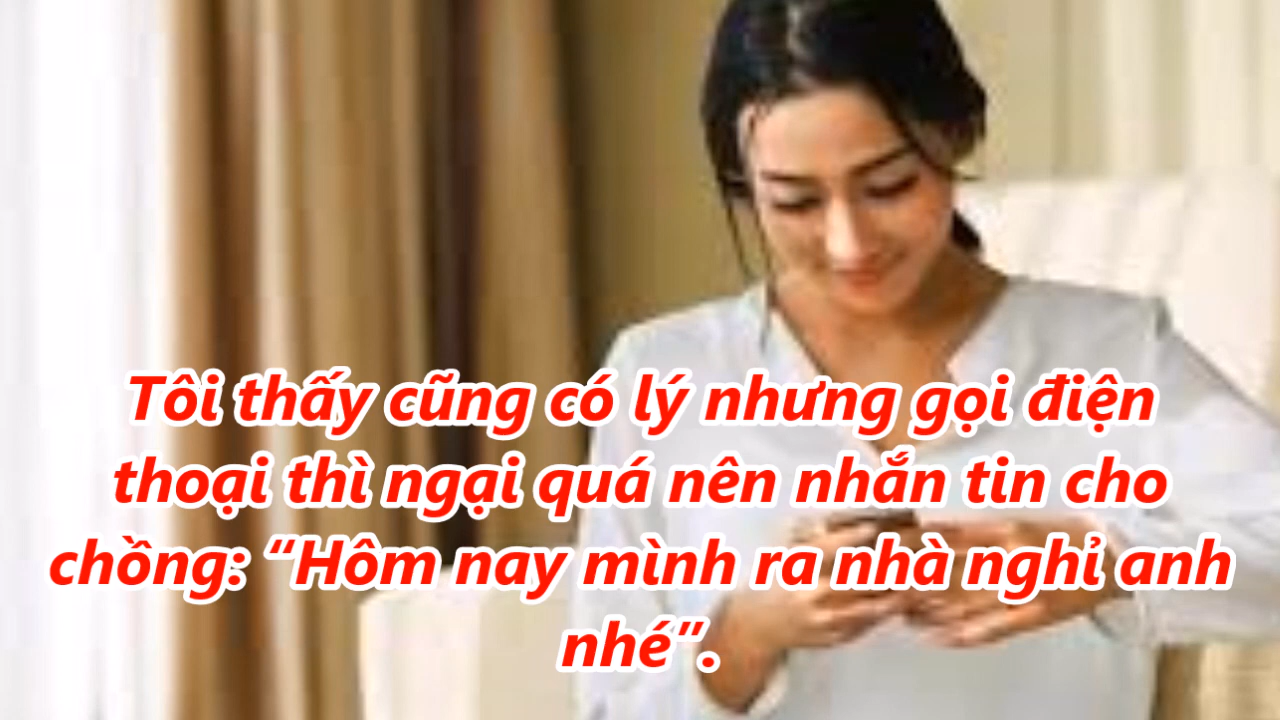 Tôi thấy cũng có lý nhưng gọi điện
thoại thì ngại quá nên nhắn tin cho
chồng: “Hôm nay mình ra nhà nghỉ anh
nhé”.